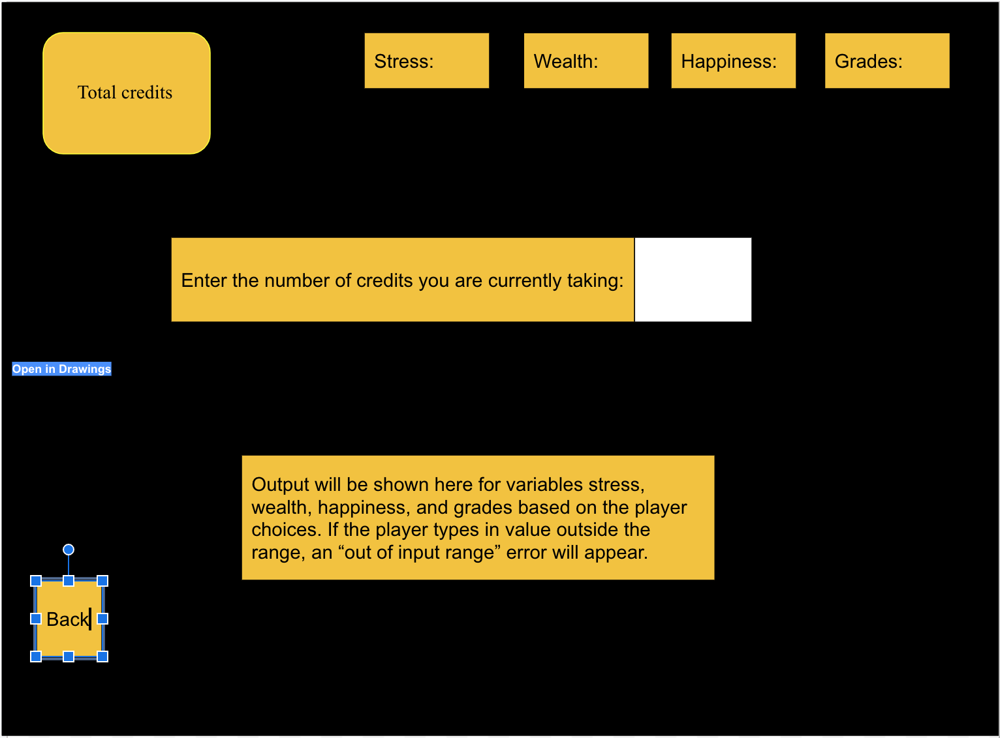 Total credits
Stress:
Wealth:
Happiness:
Grades:
Enter the number of credits you are currently taking:
Open in Drawings
Output will be shown here for variables stress,
wealth, happiness, and grades based on the player
choices. If the player types in value outside the
range, an “out of input range” error will appear.
Back